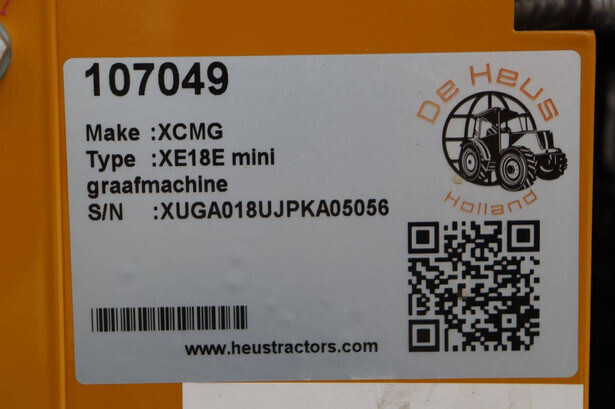 107049
De Heus
Holland
Make :XCMG
Type :XE18E mini
graafmachine
S/N :XUGA018UJPKA05056
www.heustractors.com